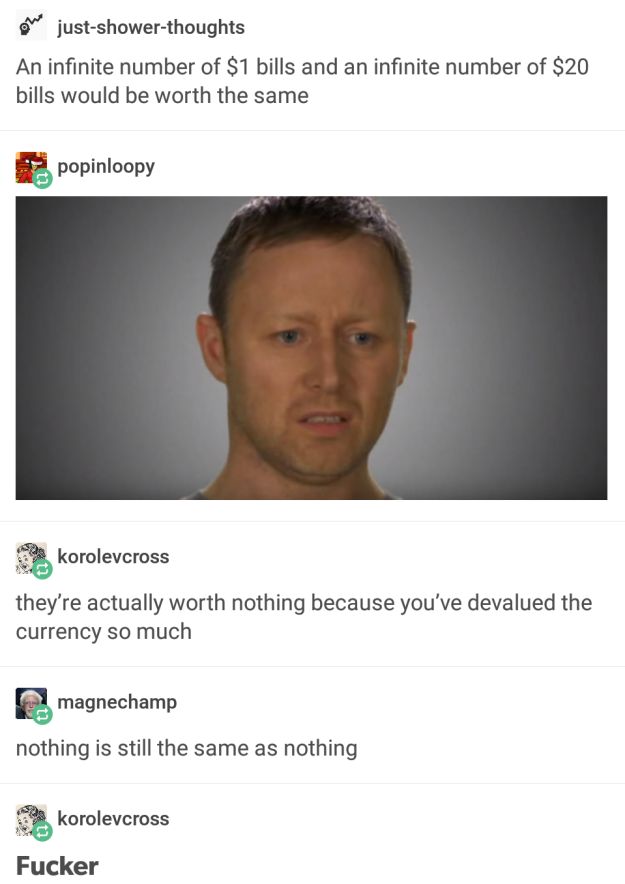 just-shower-thoughts
An infinite number of $1 bills and an infinite number of $20
bills would be worth the same
popinloopy
korolevcross
they're actually worth nothing because you've devalued the
currency so much
magnechamp
nothing is still the same as nothing
korolevcross
Fucker